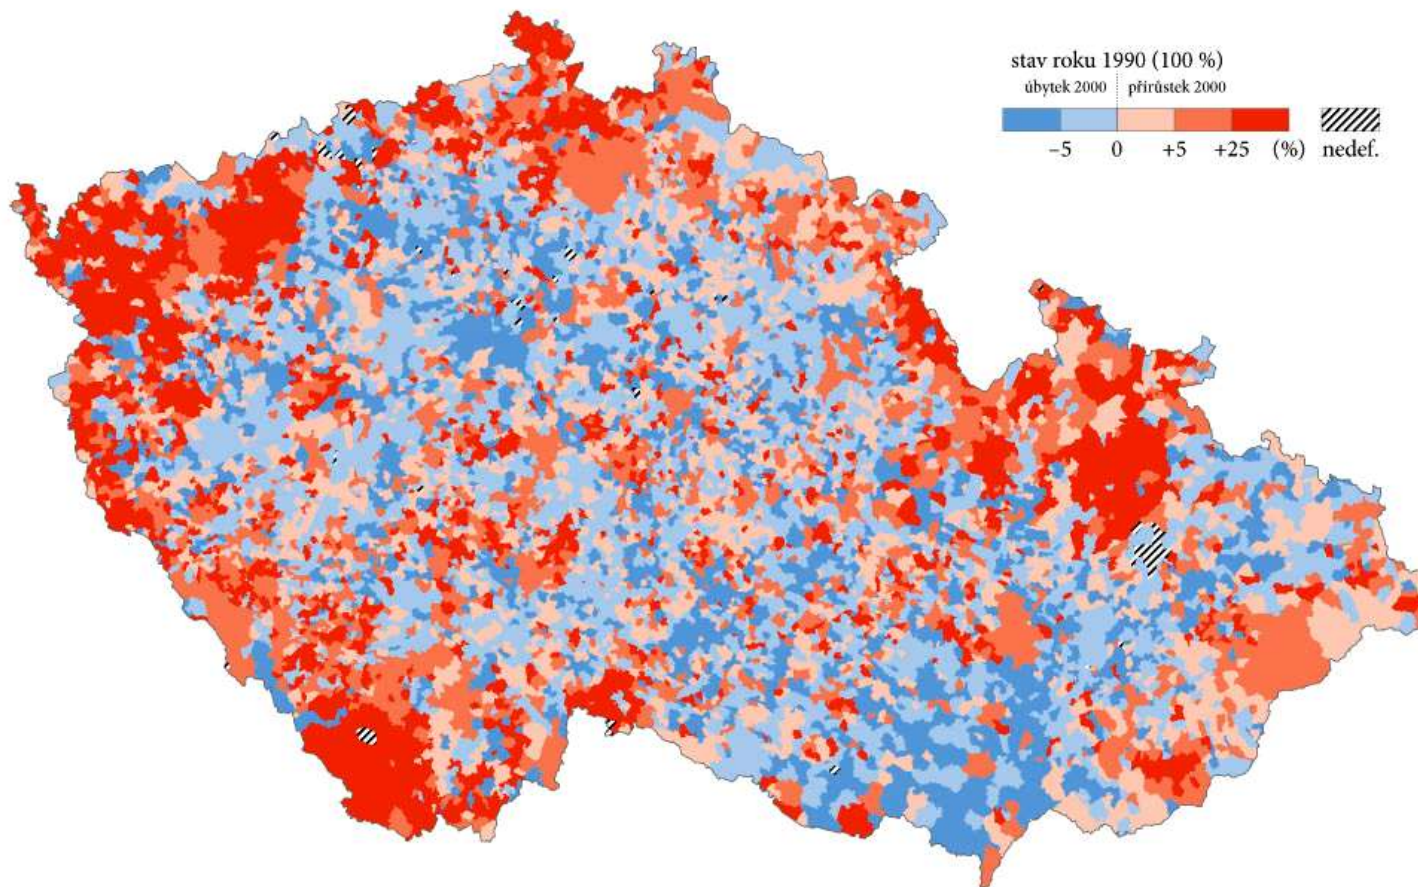 stav roku 1990 (100 %)
úbytek 2000 přírůstek 2000
–5 0 +5 +25 (%) nedef.